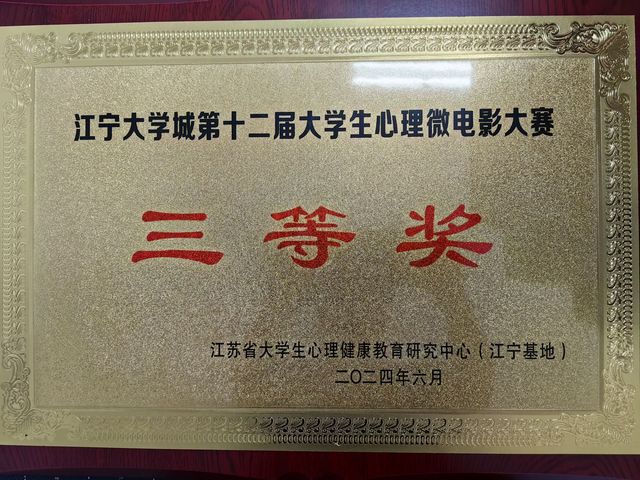 江宁大学城第十二届大学生心理微电影大赛
三等奖
江苏省大学生心理健康教育研究中心（江宁基地）
二〇二四年六月